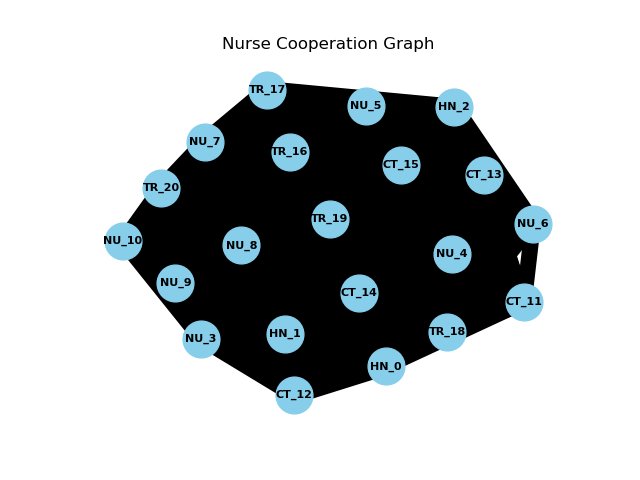 Nurse Cooperation Graph
TR_17
NU_5
HN_2
NU_7
TR_16
CT_15
CT_13
TR_20
TR_19
NU_6
NU_10
NU_8
NU_4
NU_9
CT_14
CT_11
NU_3
HN_1
TR_18
HN_0
CT_12